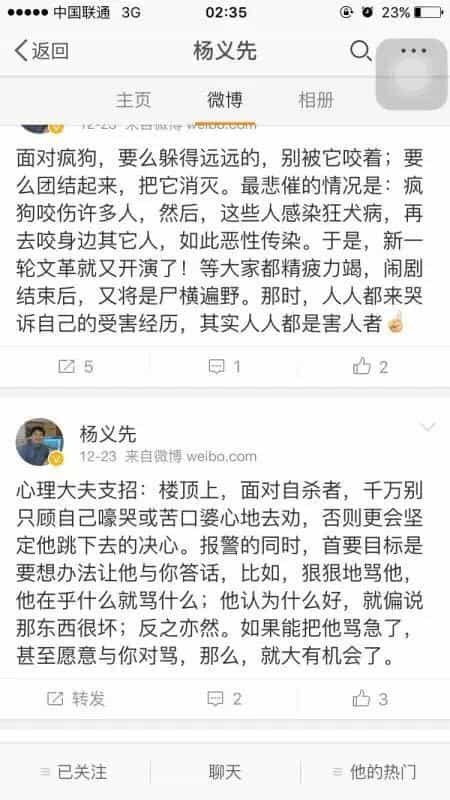 中国联通 3G 02:35 23%
返回 杨义先
主页 微博 相册
12-23 来自微博 weibo.com
面对疯狗，要么躲得远远的，别被它咬着；要
么团结起来，把它消灭。最悲催的情况是：疯
狗咬伤许多人，然后，这些人感染狂犬病，再
去咬身边其它人，如此恶性传染。于是，新一
轮文革就又开演了！等大家都精疲力竭，闹剧
结束后，又将是尸横遍野。那时，人人都来哭
诉自己的受害经历，其实人人都是害人者☝
5 1 2
杨义先
12-23 来自微博 weibo.com
心理大夫支招：楼顶上，面对自杀者，千万别
只顾自己嚎哭或苦口婆心地去劝，否则更会坚
定他跳下去的决心。报警的同时，首要目标是
要想办法让他与你答话，比如，狠狠地骂他，
他在乎什么就骂什么；他认为什么好，就偏说
那东西很坏；反之亦然。如果能把他骂急了，
甚至愿意与你对骂，那么，就大有机会了。
转发 2 3
已关注 聊天 他的热门